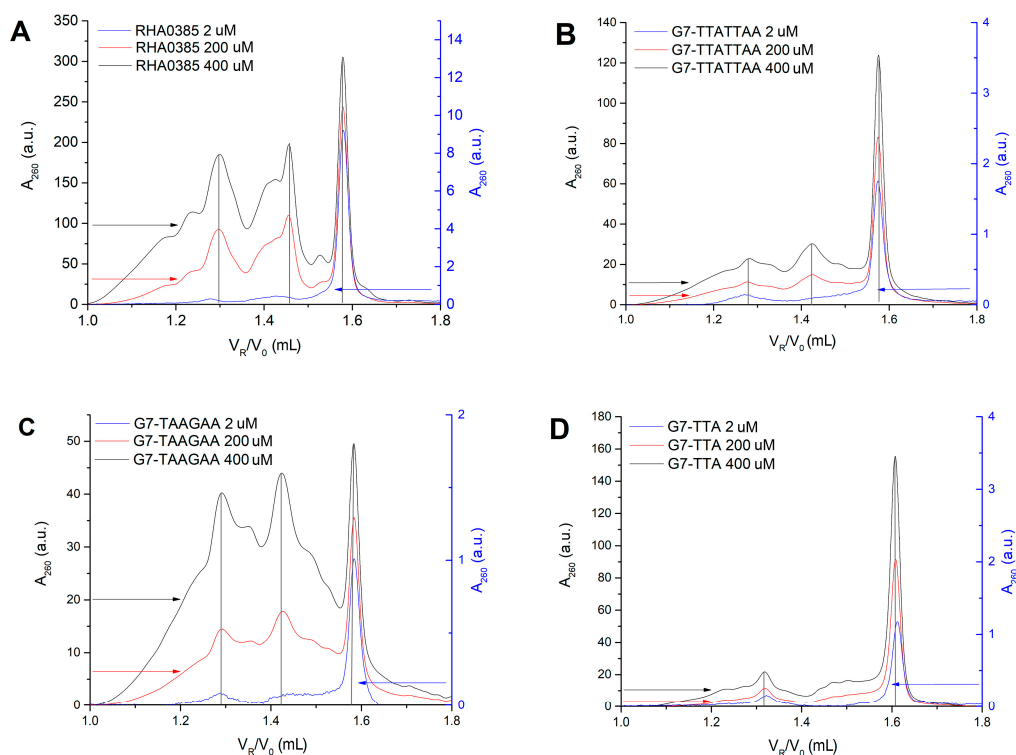 A
RHA0385 2 uM
RHA0385 200 uM
RHA0385 400 uM
350
300
250
200
150
100
50
0
A260 (a.u.)
14
12
10
8
6
4
2
0
A260 (a.u.)
1.0 1.2 1.4 1.6 1.8
VR/V0 (mL)
B
G7-TTATTAA 2 uM
G7-TTATTAA 200 uM
G7-TTATTAA 400 uM
140
120
100
80
60
40
20
0
A260 (a.u.)
4
3
2
1
0
A260 (a.u.)
1.0 1.2 1.4 1.6 1.8
VR/V0 (mL)
C
G7-TAAGAA 2 uM
G7-TAAGAA 200 uM
G7-TAAGAA 400 uM
50
40
30
20
10
0
A260 (a.u.)
2
1
0
A260 (a.u.)
1.0 1.2 1.4 1.6 1.8
VR/V0 (mL)
D
G7-TTA 2 uM
G7-TTA 200 uM
G7-TTA 400 uM
180
160
140
120
100
80
60
40
20
0
A260 (a.u.)
4
3
2
1
0
A260 (a.u.)
1.0 1.2 1.4 1.6 1.8
VR/V0 (mL)